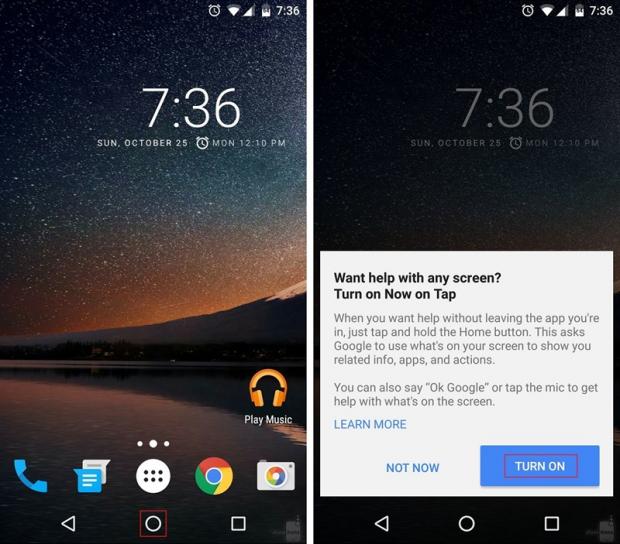 7:36
7:36
SUN, OCTOBER 25 MON 12:10 PM
Play Music
7:36
7:36
SUN, OCTOBER 25 MON 12:10 PM
Want help with any screen?
Turn on Now on Tap
When you want help without leaving the app you're
in, just tap and hold the Home button. This asks
Google to use what's on your screen to show you
related info, apps, and actions.
You can also say “Ok Google” or tap the mic to get
help with what's on the screen.
LEARN MORE
NOT NOW
TURN ON